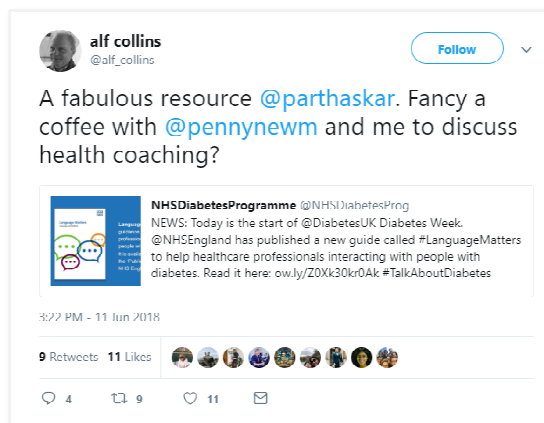 alf collins
@alf_collins
Follow
A fabulous resource @parthaskar. Fancy a
coffee with @pennynewm and me to discuss
health coaching?
NHSDiabetesProgramme @NHSDiabetesProg
NEWS: Today is the start of @DiabetesUK Diabetes Week.
@NHSEngland has published a new guide called #LanguageMatters
to help healthcare professionals interacting with people with
diabetes. Read it here: ow.ly/Z0Xk30kr0Ak #TalkAboutDiabetes
Language Matters
3:22 PM - 11 Jun 2018
9 Retweets 11 Likes
4 9 11